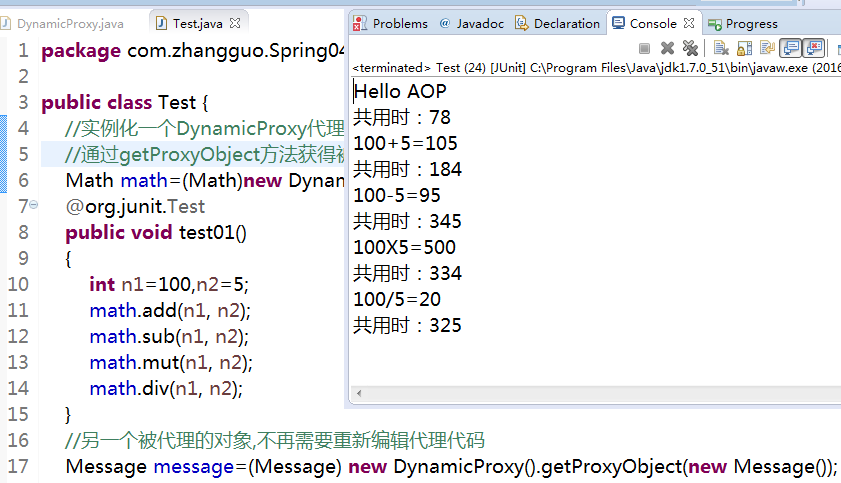 DynamicProxy.java
Test.java
1 package com.zhangguo.Spring04
2
3 public class Test {
4 //实例化一个DynamicProxy代理
5 //通过getProxyObject方法获得被
6 Math math=(Math)new Dynam
7 @org.junit.Test
8 public void test01()
9 {
10 int n1=100,n2=5;
11 math.add(n1, n2);
12 math.sub(n1, n2);
13 math.mut(n1, n2);
14 math.div(n1, n2);
15 }
16 //另一个被代理的对象,不再需要重新编辑代理代码
17 Message message=(Message) new DynamicProxy().getProxyObject(new Message());
Problems @ Javadoc Declaration Console Progress
<terminated> Test (24) [JUnit] C:\Program Files\Java\jdk1.7.0_51\bin\javaw.exe (2016
Hello AOP
共用时：78
100+5=105
共用时：184
100-5=95
共用时：345
100X5=500
共用时：334
100/5=20
共用时：325